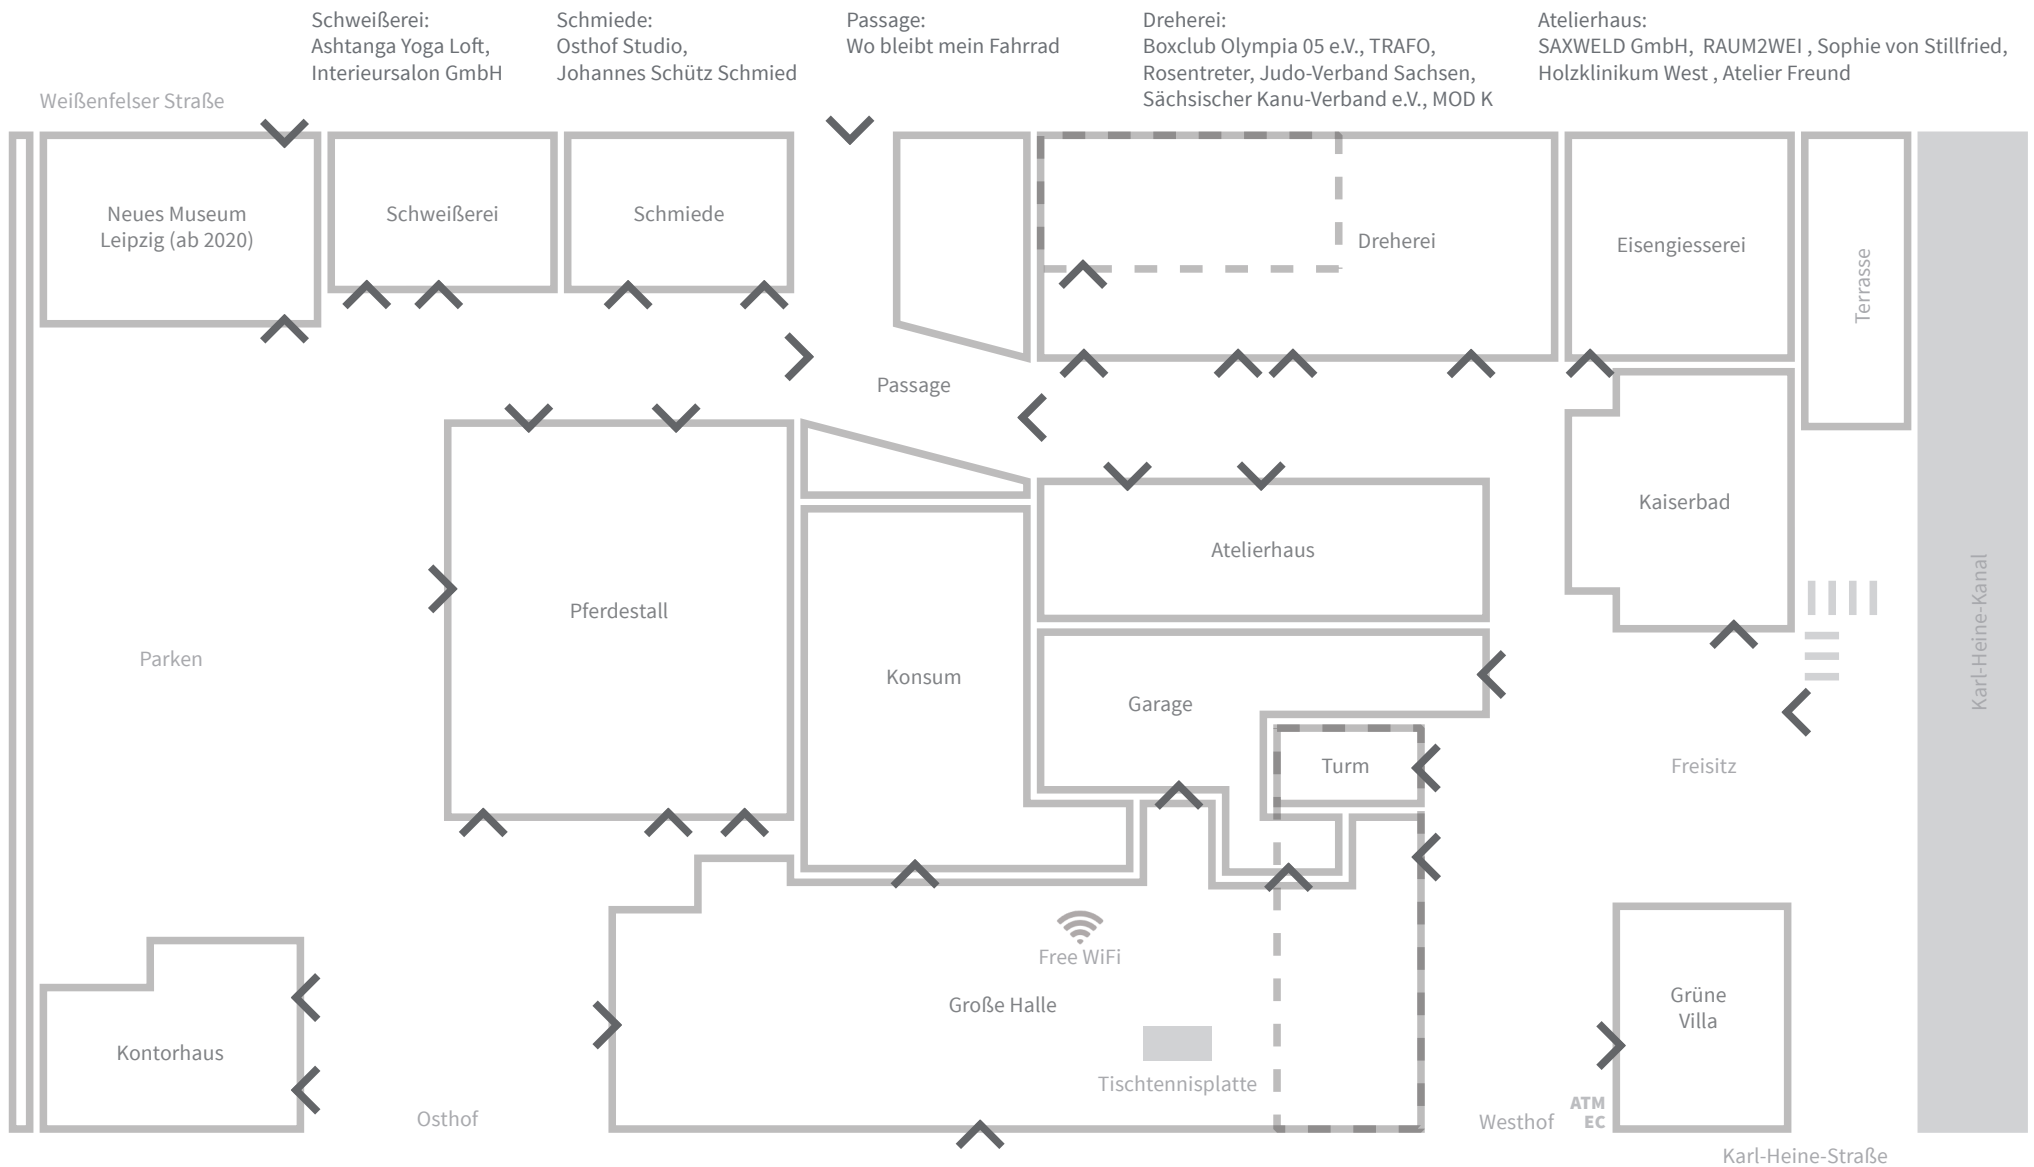 Schweißerei:
Ashtanga Yoga Loft,
Interieursalon GmbH
Schmiede:
Osthof Studio,
Johannes Schütz Schmied
Passage:
Wo bleibt mein Fahrrad
Dreherei:
Boxclub Olympia 05 e.V., TRAFO,
Rosentreter, Judo-Verband Sachsen,
Sächsischer Kanu-Verband e.V., MOD K
Atelierhaus:
SAXWELD GmbH, RAUM2WEI , Sophie von Stillfried,
Holzklinikum West , Atelier Freund
Weißenfelser Straße
Neues Museum
Leipzig (ab 2020)
Schweißerei
Schmiede
Dreherei
Eisengiesserei
Terrasse
Passage
Kaiserbad
Atelierhaus
Pferdestall
Parken
Konsum
Garage
Turm
Freisitz
Karl-Heine-Kanal
Free WiFi
Große Halle
Grüne
Villa
Kontorhaus
Tischtennisplatte
Osthof
Westhof
ATM
EC
Karl-Heine-Straße